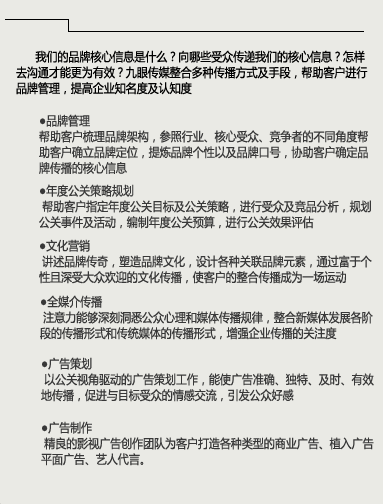 我们的品牌核心信息是什么？向哪些受众传递我们的核心信息？怎样
去沟通才能更为有效？九眼传媒整合多种传播方式及手段，帮助客户进行
品牌管理，提高企业知名度及认知度
●品牌管理
帮助客户梳理品牌架构，参照行业、核心受众、竞争者的不同角度帮
助客户确立品牌定位，提炼品牌个性以及品牌口号，协助客户确定品
牌传播的核心信息
●年度公关策略规划
帮助客户指定年度公关目标及公关策略，进行受众及竞品分析，规划
公关事件及活动，编制年度公关预算，进行公关效果评估
●文化营销
讲述品牌传奇，塑造品牌文化，设计各种关联品牌元素，通过富于个
性且深受大众欢迎的文化传播，使客户的整合传播成为一场运动
●全媒介传播
注意力能够深刻洞悉公众心理和媒体传播规律，整合新媒体发展各阶
段的传播形式和传统媒体的传播形式，增强企业传播的关注度
●广告策划
以公关视角驱动的广告策划工作，能使广告准确、独特、及时、有效
地传播，促进与目标受众的情感交流，引发公众好感
●广告制作
精良的影视广告创作团队为客户打造各种类型的商业广告、植入广告
平面广告、艺人代言。